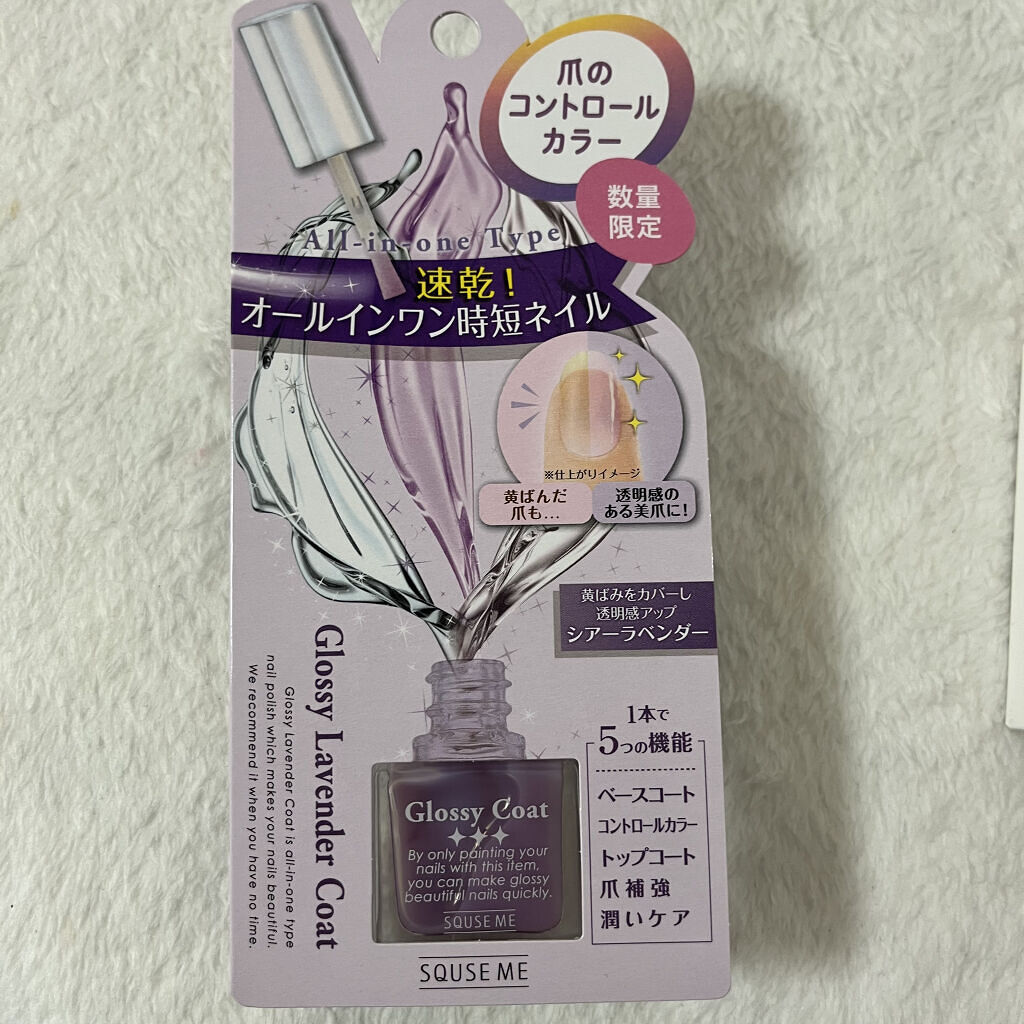 爪の
コントロール
カラー
数量
限定
All-in-one Type
速乾!
オールインワン時短ネイル
※仕上がりイメージ
黄ばんだ
爪も...
透明感の
ある美爪に!
黄ばみをカバーし
透明感アップ
シアーラベンダー
1本で
5つの機能
ベースコート
コントロールカラー
トップコート
爪補強
潤いケア
Glossy Lavender Coat
Glossy Lavender Coat is all-in-one type
nail polish which makes your nails beautiful.
We recommend it when you have no time.
Glossy Coat
By only painting your
nails with this item,
you can make glossy
beautiful nails quickly.
SQUSE ME
SQUSE ME